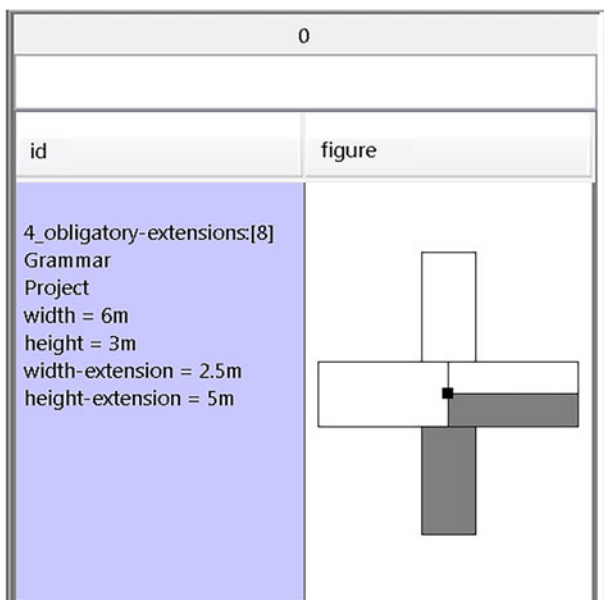 0
id
figure
4_obligatory-extensions:[8]
Grammar
Project
width = 6m
height = 3m
width-extension = 2.5m
height-extension = 5m